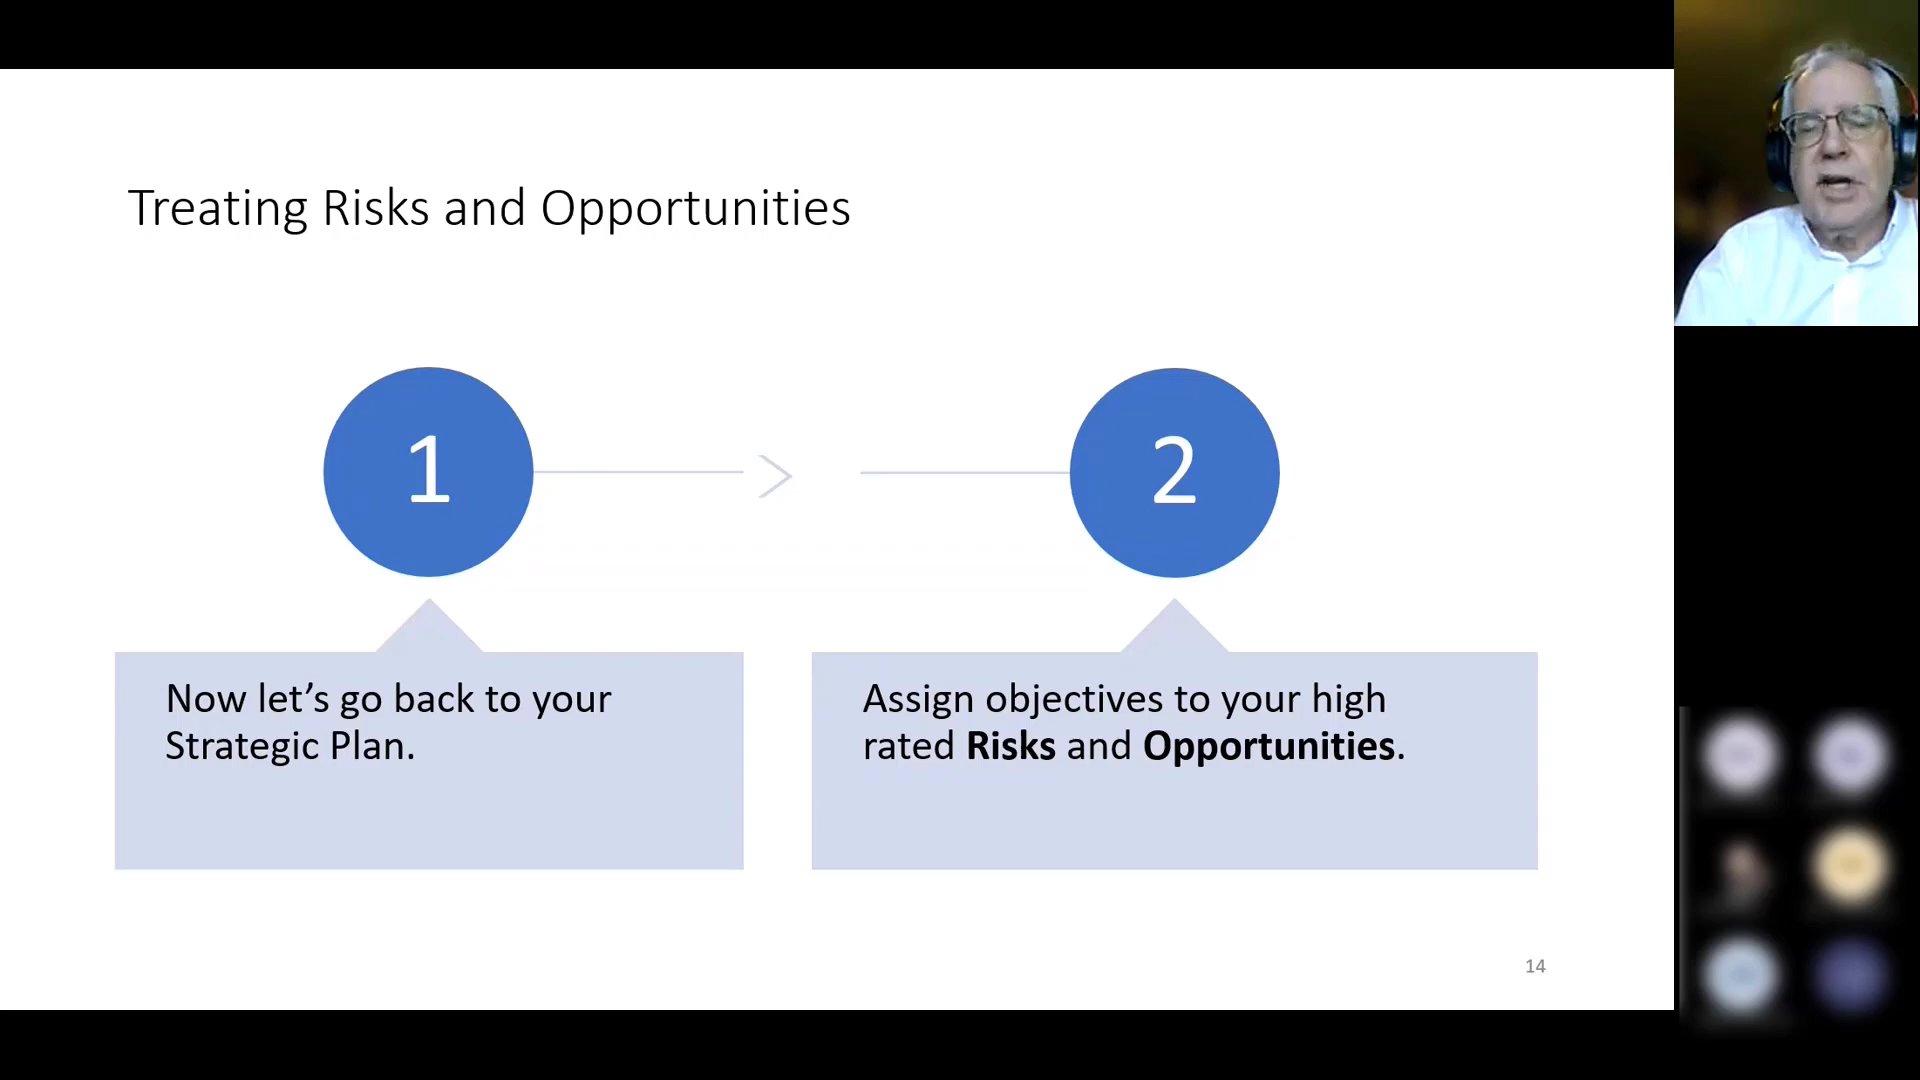 Treating Risks and Opportunities
1
2
Now let’s go back to your
Strategic Plan.
Assign objectives to your high
rated Risks and Opportunities.
14